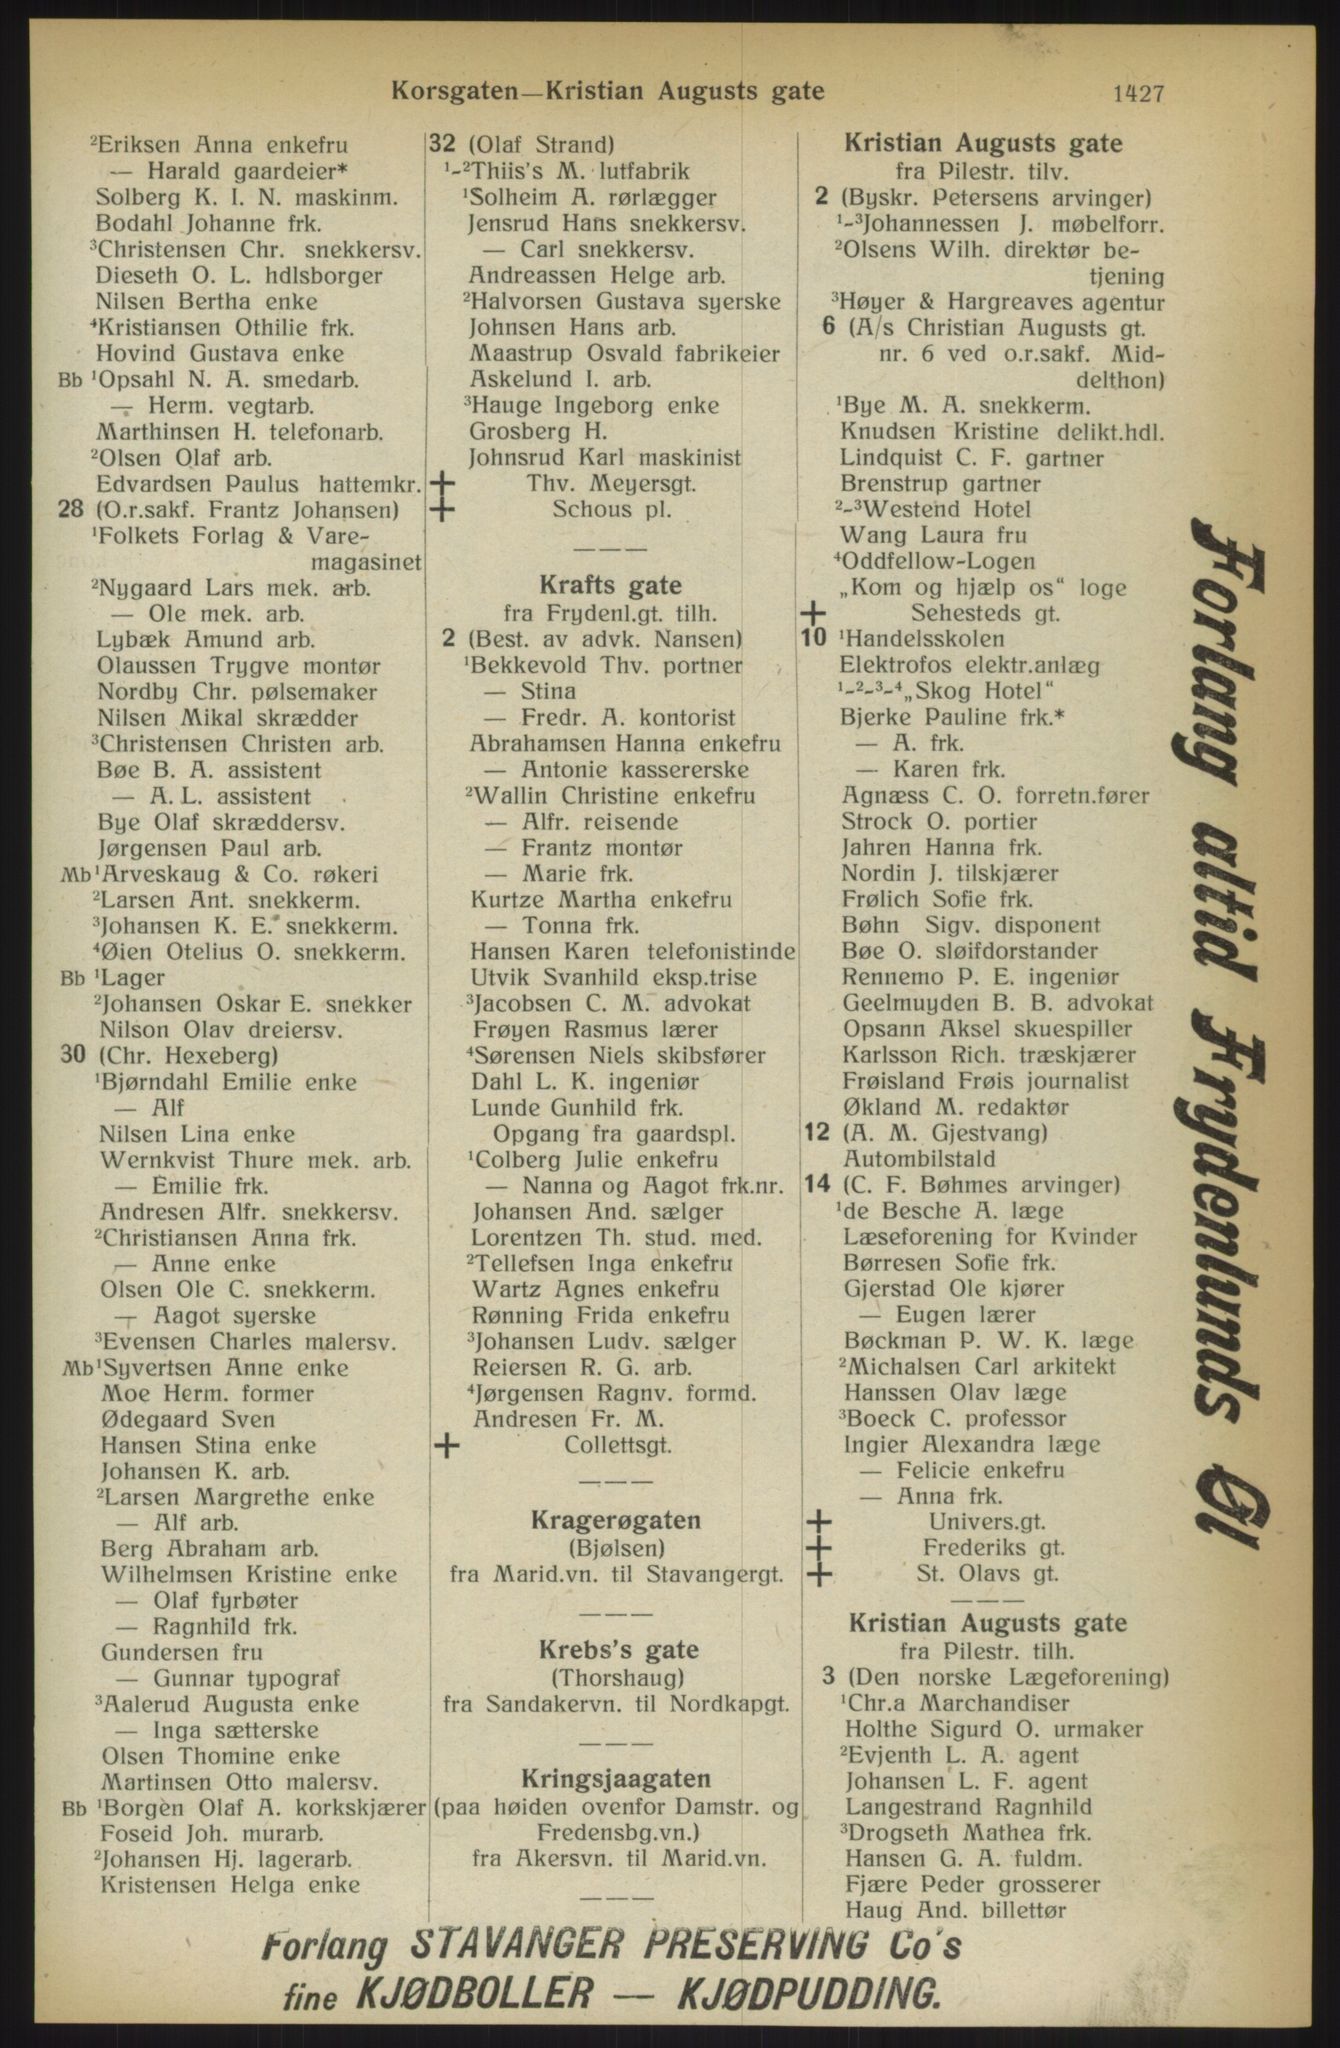 Korsgaten—Kristian Augusts gate
1427
²Eriksen Anna enkefru
— Harald gaardeier*
Solberg K. I. N. maskinm.
Bodahl Johanne frk.
³Christensen Chr. snekkersv.
Dieseth O. L. hdlsborger
Nilsen Bertha enke
⁴Kristiansen Othilie frk.
Hovind Gustava enke
Bb ¹Opsahl N. A. smedarb.
— Herm. vegtarb.
Marthinsen H. telefonarb.
²Olsen Olaf arb.
Edvardsen Paulus hattemkr.
28 (O.r.sakf. Frantz Johansen)
¹Folkets Forlag & Vare-
magasinet
²Nygaard Lars mek. arb.
— Ole mek. arb.
Lybæk Amund arb.
Olaussen Trygve montør
Nordby Chr. pølsemaker
Nilsen Mikal skrædder
³Christensen Christen arb.
Bøe B. A. assistent
— A. L. assistent
Bye Olaf skræddersv.
Jørgensen Paul arb.
Mb ¹Arveskaug & Co. røkeri
²Larsen Ant. snekkerm.
³Johansen K. E. snekkerm.
⁴Øien Otelius O. snekkerm.
Bb ¹Lager
²Johansen Oskar E. snekker
Nilson Olav dreiersv.
30 (Chr. Hexeberg)
¹Bjørndahl Emilie enke
— Alf
Nilsen Lina enke
Wernkvist Thure mek. arb.
— Emilie frk.
Andresen Alfr. snekkersv.
²Christiansen Anna frk.
— Anne enke
Olsen Ole C. snekkerm.
— Aagot syerske
³Evensen Charles malersv.
Mb ¹Syvertsen Anne enke
Moe Herm. former
Ødegaard Sven
Hansen Stina enke
Johansen K. arb.
²Larsen Margrethe enke
— Alf arb.
Berg Abraham arb.
Wilhelmsen Kristine enke
— Olaf fyrbøter
— Ragnhild frk.
Gundersen fru
— Gunnar typograf
³Aalerud Augusta enke
— Inga sætterske
Olsen Thomine enke
Martinsen Otto malersv.
Bb ¹Borgen Olaf A. korkskjærer
Foseid Joh. murarb.
²Johansen Hj. lagerarb.
Kristensen Helga enke
32 (Olaf Strand)
¹-²Thiis's M. lutfabrik
¹Solheim A. rørlægger
Jensrud Hans snekkersv.
— Carl snekkersv.
Andreassen Helge arb.
²Halvorsen Gustava syerske
Johnsen Hans arb.
Maastrup Osvald fabrikeier
Askelund I. arb.
³Hauge Ingeborg enke
Grosberg H.
Johnsrud Karl maskinist
+ Thv. Meyersgt.
+ Schous pl.
— — —
Krafts gate
fra Frydenl.gt. tilh.
2 (Best. av advk. Nansen)
¹Bekkevold Thv. portner
— Stina
— Fredr. A. kontorist
Abrahamsen Hanna enkefru
— Antonie kassererske
²Wallin Christine enkefru
— Alfr. reisende
— Frantz montør
— Marie frk.
Kurtze Martha enkefru
— Tonna frk.
Hansen Karen telefonistinde
Utvik Svanhild eksp.trise
³Jacobsen C. M. advokat
Frøyen Rasmus lærer
⁴Sørensen Niels skibsfører
Dahl L. K. ingeniør
Lunde Gunhild frk.
Opgang fra gaardspl.
¹Colberg Julie enkefru
— Nanna og Aagot frk.nr.
Johansen And. sælger
Lorentzen Th. stud. med.
²Tellefsen Inga enkefru
Wartz Agnes enkefru
Rønning Frida enkefru
³Johansen Ludv. sælger
Reiersen R. G. arb.
⁴Jørgensen Ragnv. formd.
Andresen Fr. M.
+ Collettsgt.
— — —
Kragerøgaten
(Bjølsen)
fra Marid.vn. til Stavangergt.
— — —
Krebs's gate
(Thorshaug)
fra Sandakervn. til Nordkapgt.
— — —
Kringsjaagaten
(paa høiden ovenfor Damstr. og
Fredensbg.vn.)
fra Akersvn. til Marid.vn.
— — —
Kristian Augusts gate
fra Pilestr. tilv.
2 (Byskr. Petersens arvinger)
¹-³Johannessen J. møbelforr.
²Olsens Wilh. direktør be-
tjening
³Høyer & Hargreaves agentur
6 (A/s Christian Augusts gt.
nr. 6 ved o.r.sakf. Mid-
delthon)
¹Bye M. A. snekkerm.
Knudsen Kristine delikt.hdl.
Lindquist C. F. gartner
Brenstrup gartner
²-³Westend Hotel
Wang Laura fru
⁴Oddfellow-Logen
„Kom og hjælp os“ loge
+ Sehesteds gt.
10 ¹Handelsskolen
Elektrofos elektr.anlæg
¹-²-³-⁴„Skog Hotel“
Bjerke Pauline frk.*
— A. frk.
— Karen frk.
Agnæss C. O. forretn.fører
Strock O. portier
Jahren Hanna frk.
Nordin J. tilskjærer
Frølich Sofie frk.
Bøhn Sigv. disponent
Bøe O. sløifdorstander
Rennemo P. E. ingeniør
Geelmuyden B. B. advokat
Opsann Aksel skuespiller
Karlsson Rich. træskjærer
Frøisland Frøis journalist
Økland M. redaktør
12 (A. M. Gjestvang)
Autombilstald
14 (C. F. Bøhmes arvinger)
¹de Besche A. læge
Læseforening for Kvinder
Børresen Sofie frk.
Gjerstad Ole kjører
— Eugen lærer
Bøckman P. W. K. læge
²Michalsen Carl arkitekt
Hanssen Olav læge
³Boeck C. professor
Ingier Alexandra læge
— Felicie enkefru
— Anna frk.
+ Univers.gt.
+ Frederiks gt.
+ St. Olavs gt.
— — —
Kristian Augusts gate
fra Pilestr. tilh.
3 (Den norske Lægeforening)
¹Chr.a Marchandiser
Holthe Sigurd O. urmaker
²Evjenth L. A. agent
Johansen L. F. agent
Langestrand Ragnhild
³Drogseth Mathea frk.
Hansen G. A. fuldm.
Fjære Peder grosserer
Haug And. billettør
Forlang altid Frydenlunds Øl
Forlang STAVANGER PRESERVING Co's
fine KJØDBOLLER — KJØDPUDDING.